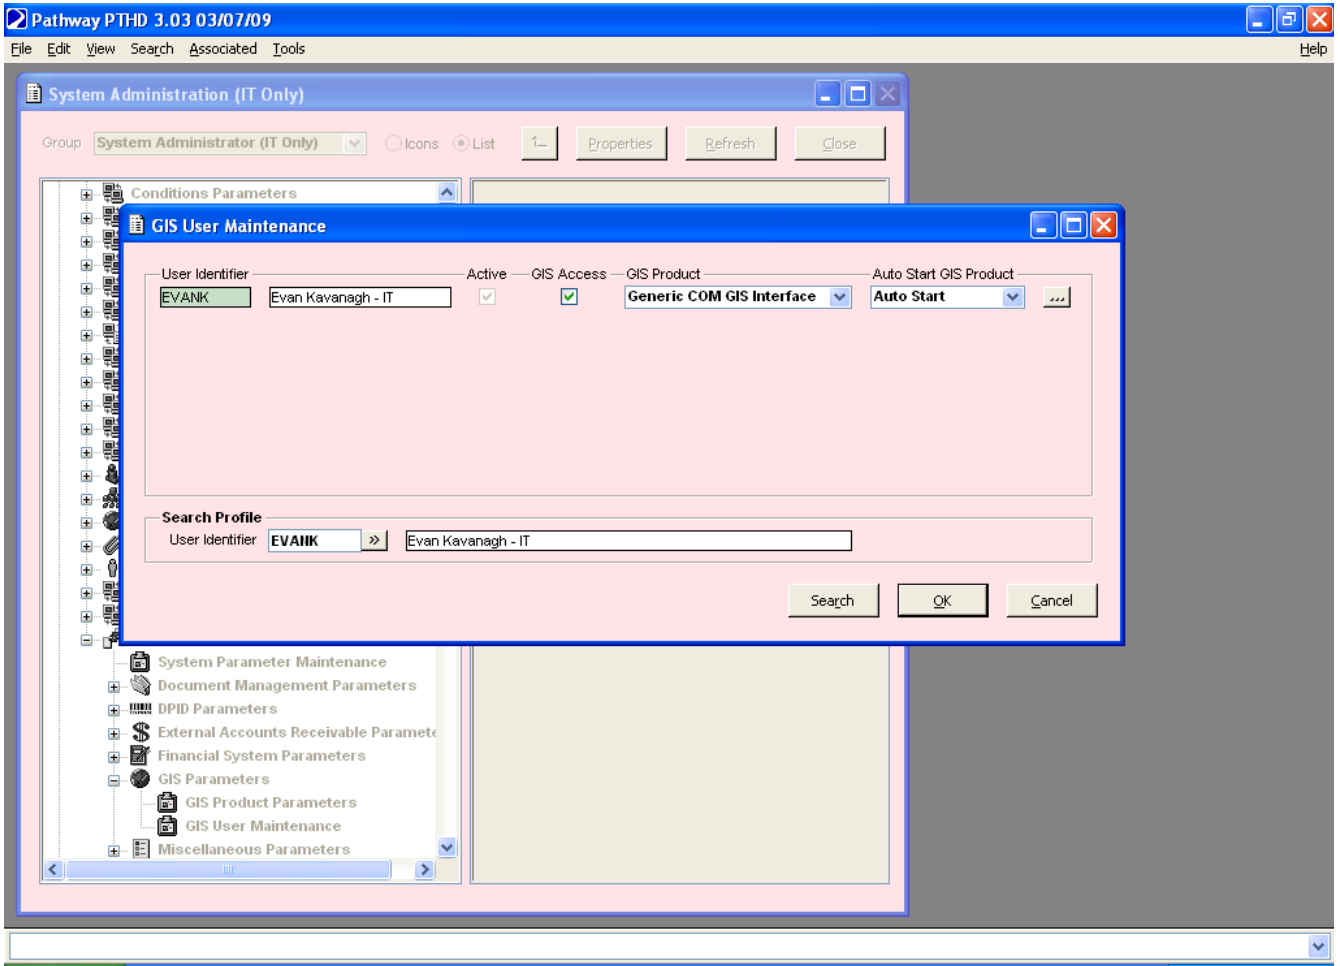 Pathway PTHD 3.03 03/07/09
File Edit View Search Associated Tools Help
System Administration (IT Only)
Group System Administrator (IT Only) Icons List Properties Refresh Close
Conditions Parameters
GIS User Maintenance
User Identifier Active GIS Access GIS Product Auto Start GIS Product
EVANK Evan Kavanagh - IT Generic COM GIS Interface Auto Start ...
Search Profile
User Identifier EVANK » Evan Kavanagh - IT
Search OK Cancel
System Parameter Maintenance
Document Management Parameters
DPID Parameters
External Accounts Receivable Paramete
Financial System Parameters
GIS Parameters
GIS Product Parameters
GIS User Maintenance
Miscellaneous Parameters